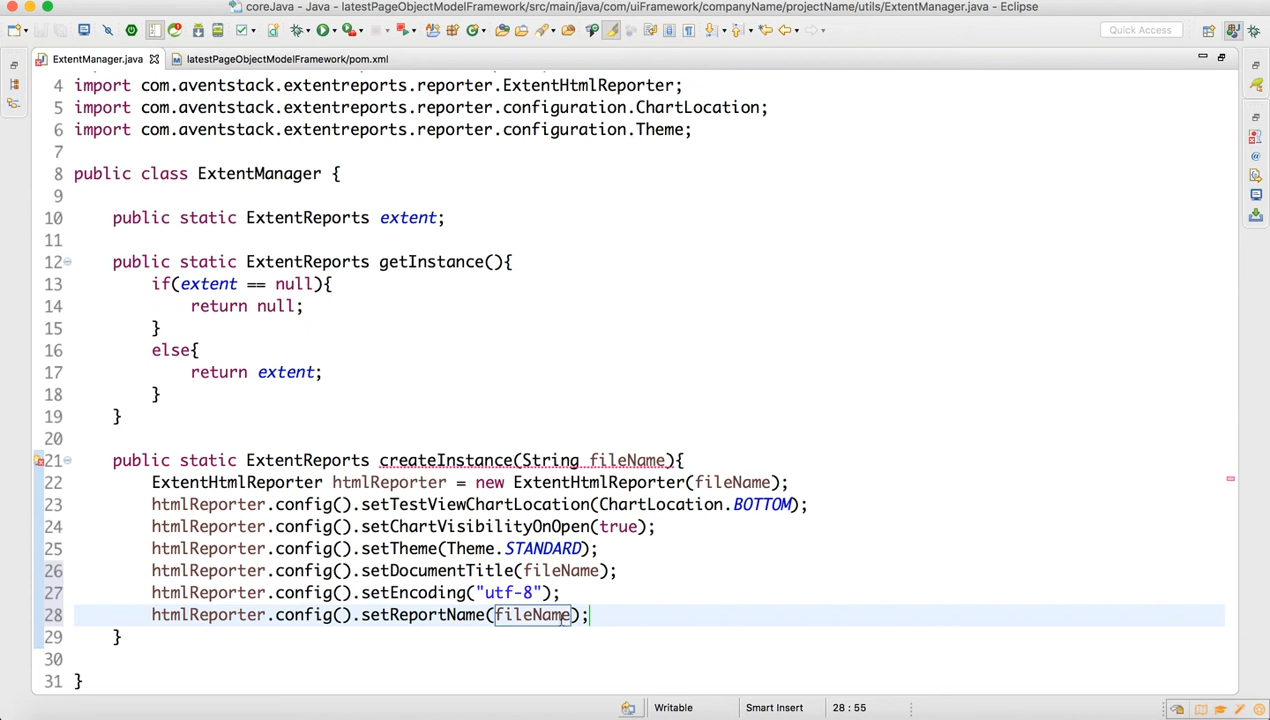 coreJava - Java - latestPageObjectModelFramework/src/main/java/com/uiFramework/companyName/projectName/utils/ExtentManager.java - Eclipse
Quick Access
ExtentManager.java
latestPageObjectModelFramework/pom.xml
4 import com.aventstack.extentreports.reporter.ExtentHtmlReporter;
5 import com.aventstack.extentreports.reporter.configuration.ChartLocation;
6 import com.aventstack.extentreports.reporter.configuration.Theme;
7
8 public class ExtentManager {
9
10 public static ExtentReports extent;
11
12 public static ExtentReports getInstance(){
13 if(extent == null){
14 return null;
15 }
16 else{
17 return extent;
18 }
19 }
20
21 public static ExtentReports createInstance(String fileName){
22 ExtentHtmlReporter htmlReporter = new ExtentHtmlReporter(fileName);
23 htmlReporter.config().setTestViewChartLocation(ChartLocation.BOTTOM);
24 htmlReporter.config().setChartVisibilityOnOpen(true);
25 htmlReporter.config().setTheme(Theme.STANDARD);
26 htmlReporter.config().setDocumentTitle(fileName);
27 htmlReporter.config().setEncoding("utf-8");
28 htmlReporter.config().setReportName(fileName);
29 }
30
31 }
Writable
Smart Insert
28 : 55